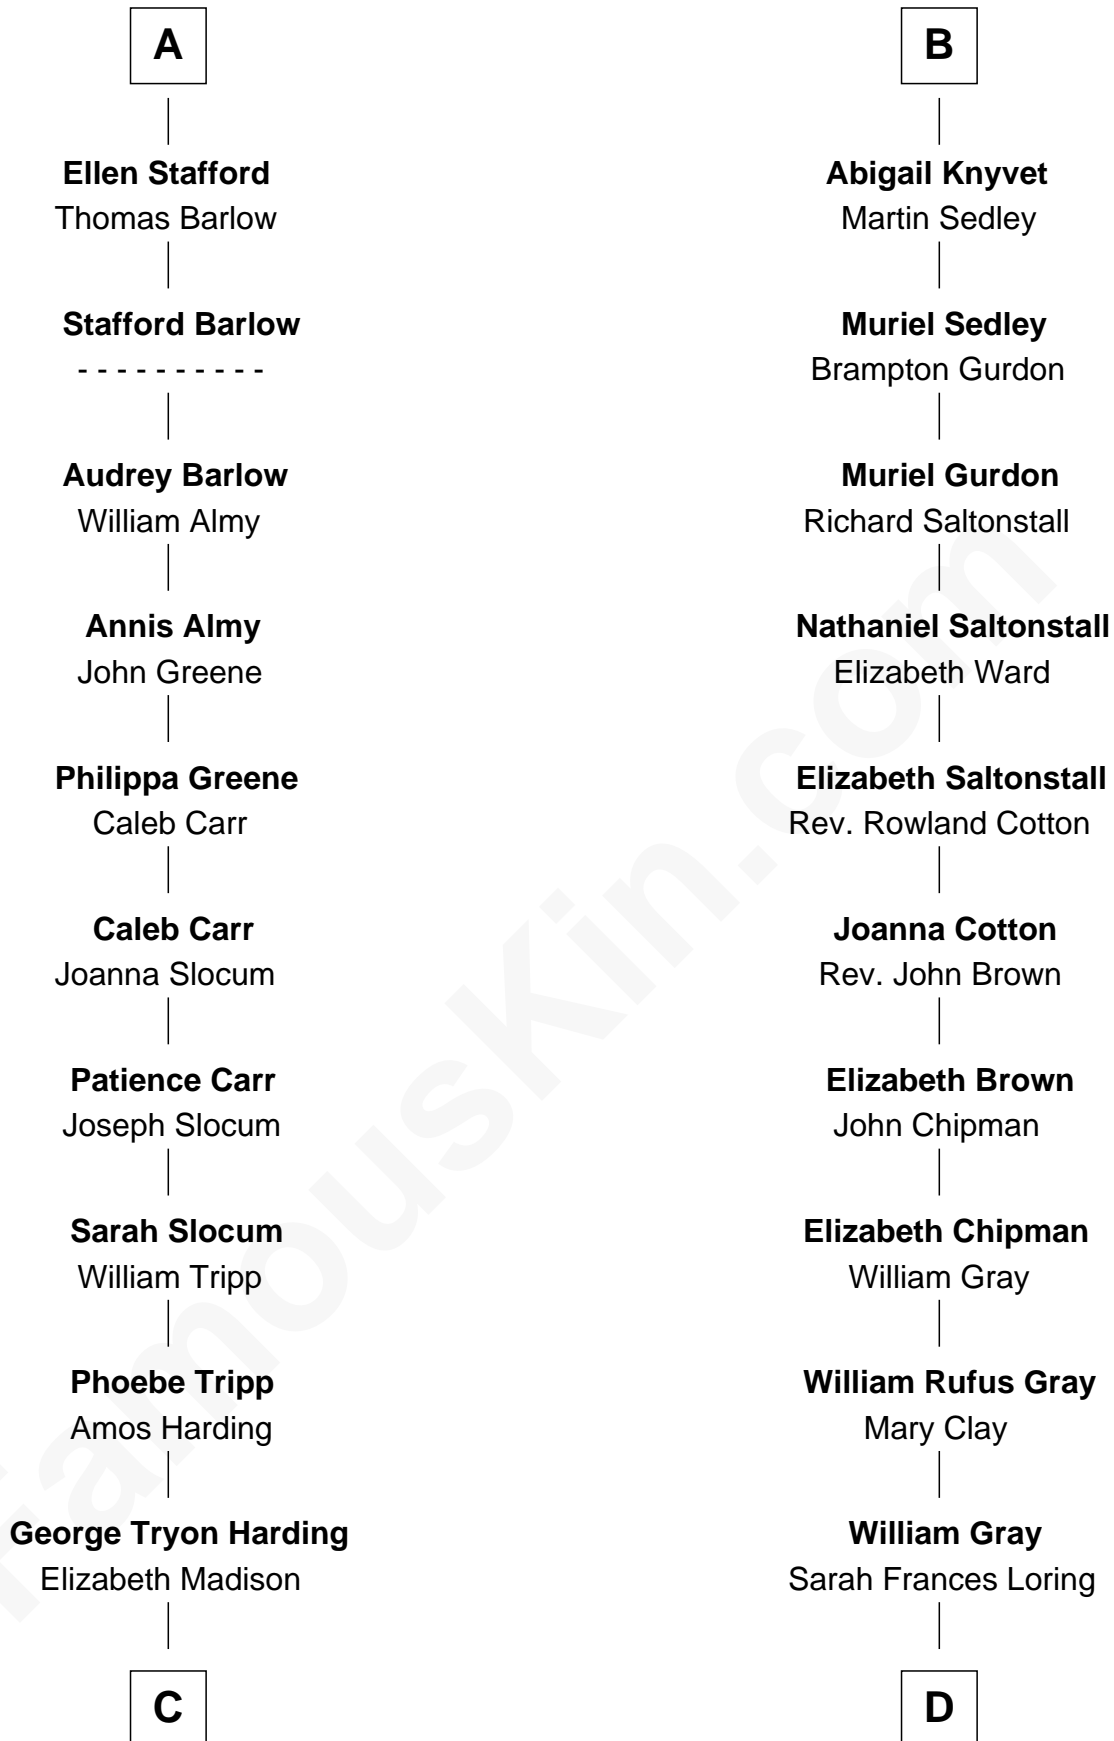 A
Ellen Stafford
Thomas Barlow
Stafford Barlow
- - - - - - - - - -
Audrey Barlow
William Almy
Annis Almy
John Greene
Philippa Greene
Caleb Carr
Caleb Carr
Joanna Slocum
Patience Carr
Joseph Slocum
Sarah Slocum
William Tripp
Phoebe Tripp
Amos Harding
George Tryon Harding
Elizabeth Madison
C
B
Abigail Knyvet
Martin Sedley
Muriel Sedley
Brampton Gurdon
Muriel Gurdon
Richard Saltonstall
Nathaniel Saltonstall
Elizabeth Ward
Elizabeth Saltonstall
Rev. Rowland Cotton
Joanna Cotton
Rev. John Brown
Elizabeth Brown
John Chipman
Elizabeth Chipman
William Gray
William Rufus Gray
Mary Clay
William Gray
Sarah Frances Loring
D
FamousKin.com